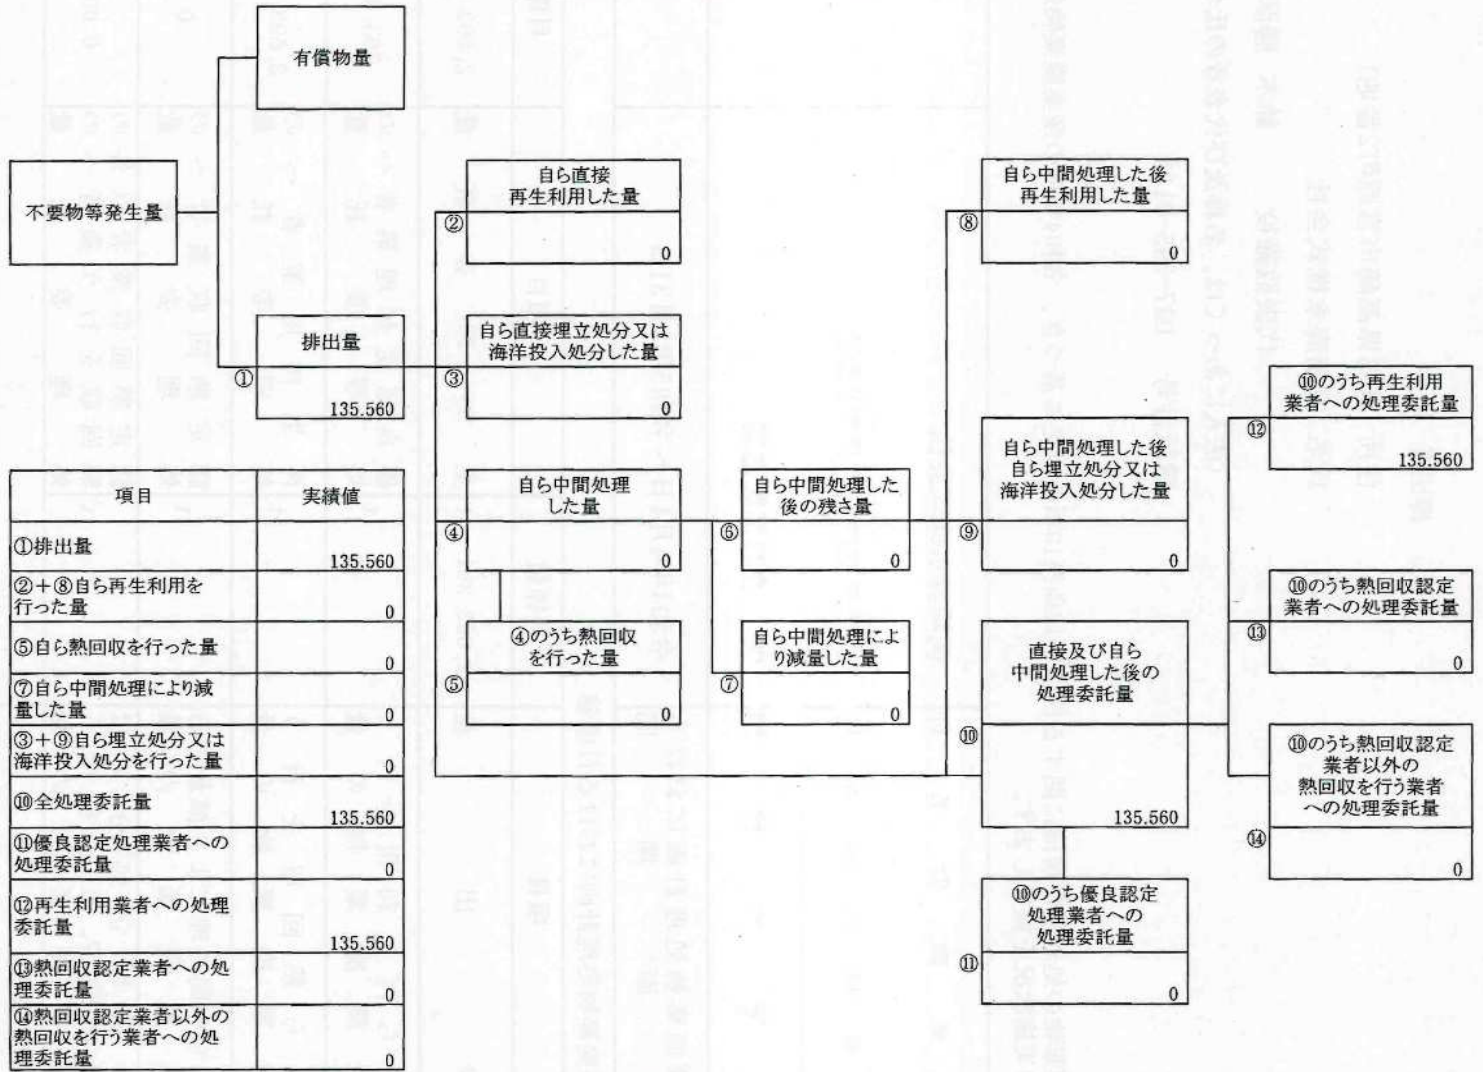 有償物量
不要物等発生量
排出量
①
135.560
自ら直接
再生利用した量
②
0
自ら直接埋立処分又は
海洋投入処分した量
③
0
自ら中間処理
した量
④
0
④のうち熱回収
を行った量
⑤
0
自ら中間処理した
後の残さ量
⑥
0
自ら中間処理によ
り減量した量
⑦
0
自ら中間処理した後
再生利用した量
⑧
0
自ら中間処理した後
自ら埋立処分又は
海洋投入処分した量
⑨
0
直接及び自ら
中間処理した後の
処理委託量
⑩
135.560
⑩のうち優良認定
処理業者への
処理委託量
⑪
0
⑩のうち再生利用
業者への処理委託量
⑫
135.560
⑩のうち熱回収認定
業者への処理委託量
⑬
0
⑩のうち熱回収認定
業者以外の
熱回収を行う業者
への処理委託量
⑭
0
項目 実績値
①排出量 135.560
②+⑧自ら再生利用を
行った量 0
⑤自ら熱回収を行った量 0
⑦自ら中間処理により減
量した量 0
③+⑨自ら埋立処分又は
海洋投入処分を行った量 0
⑩全処理委託量 135.560
⑪優良認定処理業者への
処理委託量 0
⑫再生利用業者への処理
委託量 135.560
⑬熱回収認定業者への処
理委託量 0
⑭熱回収認定業者以外の
熱回収を行う業者への処
理委託量 0